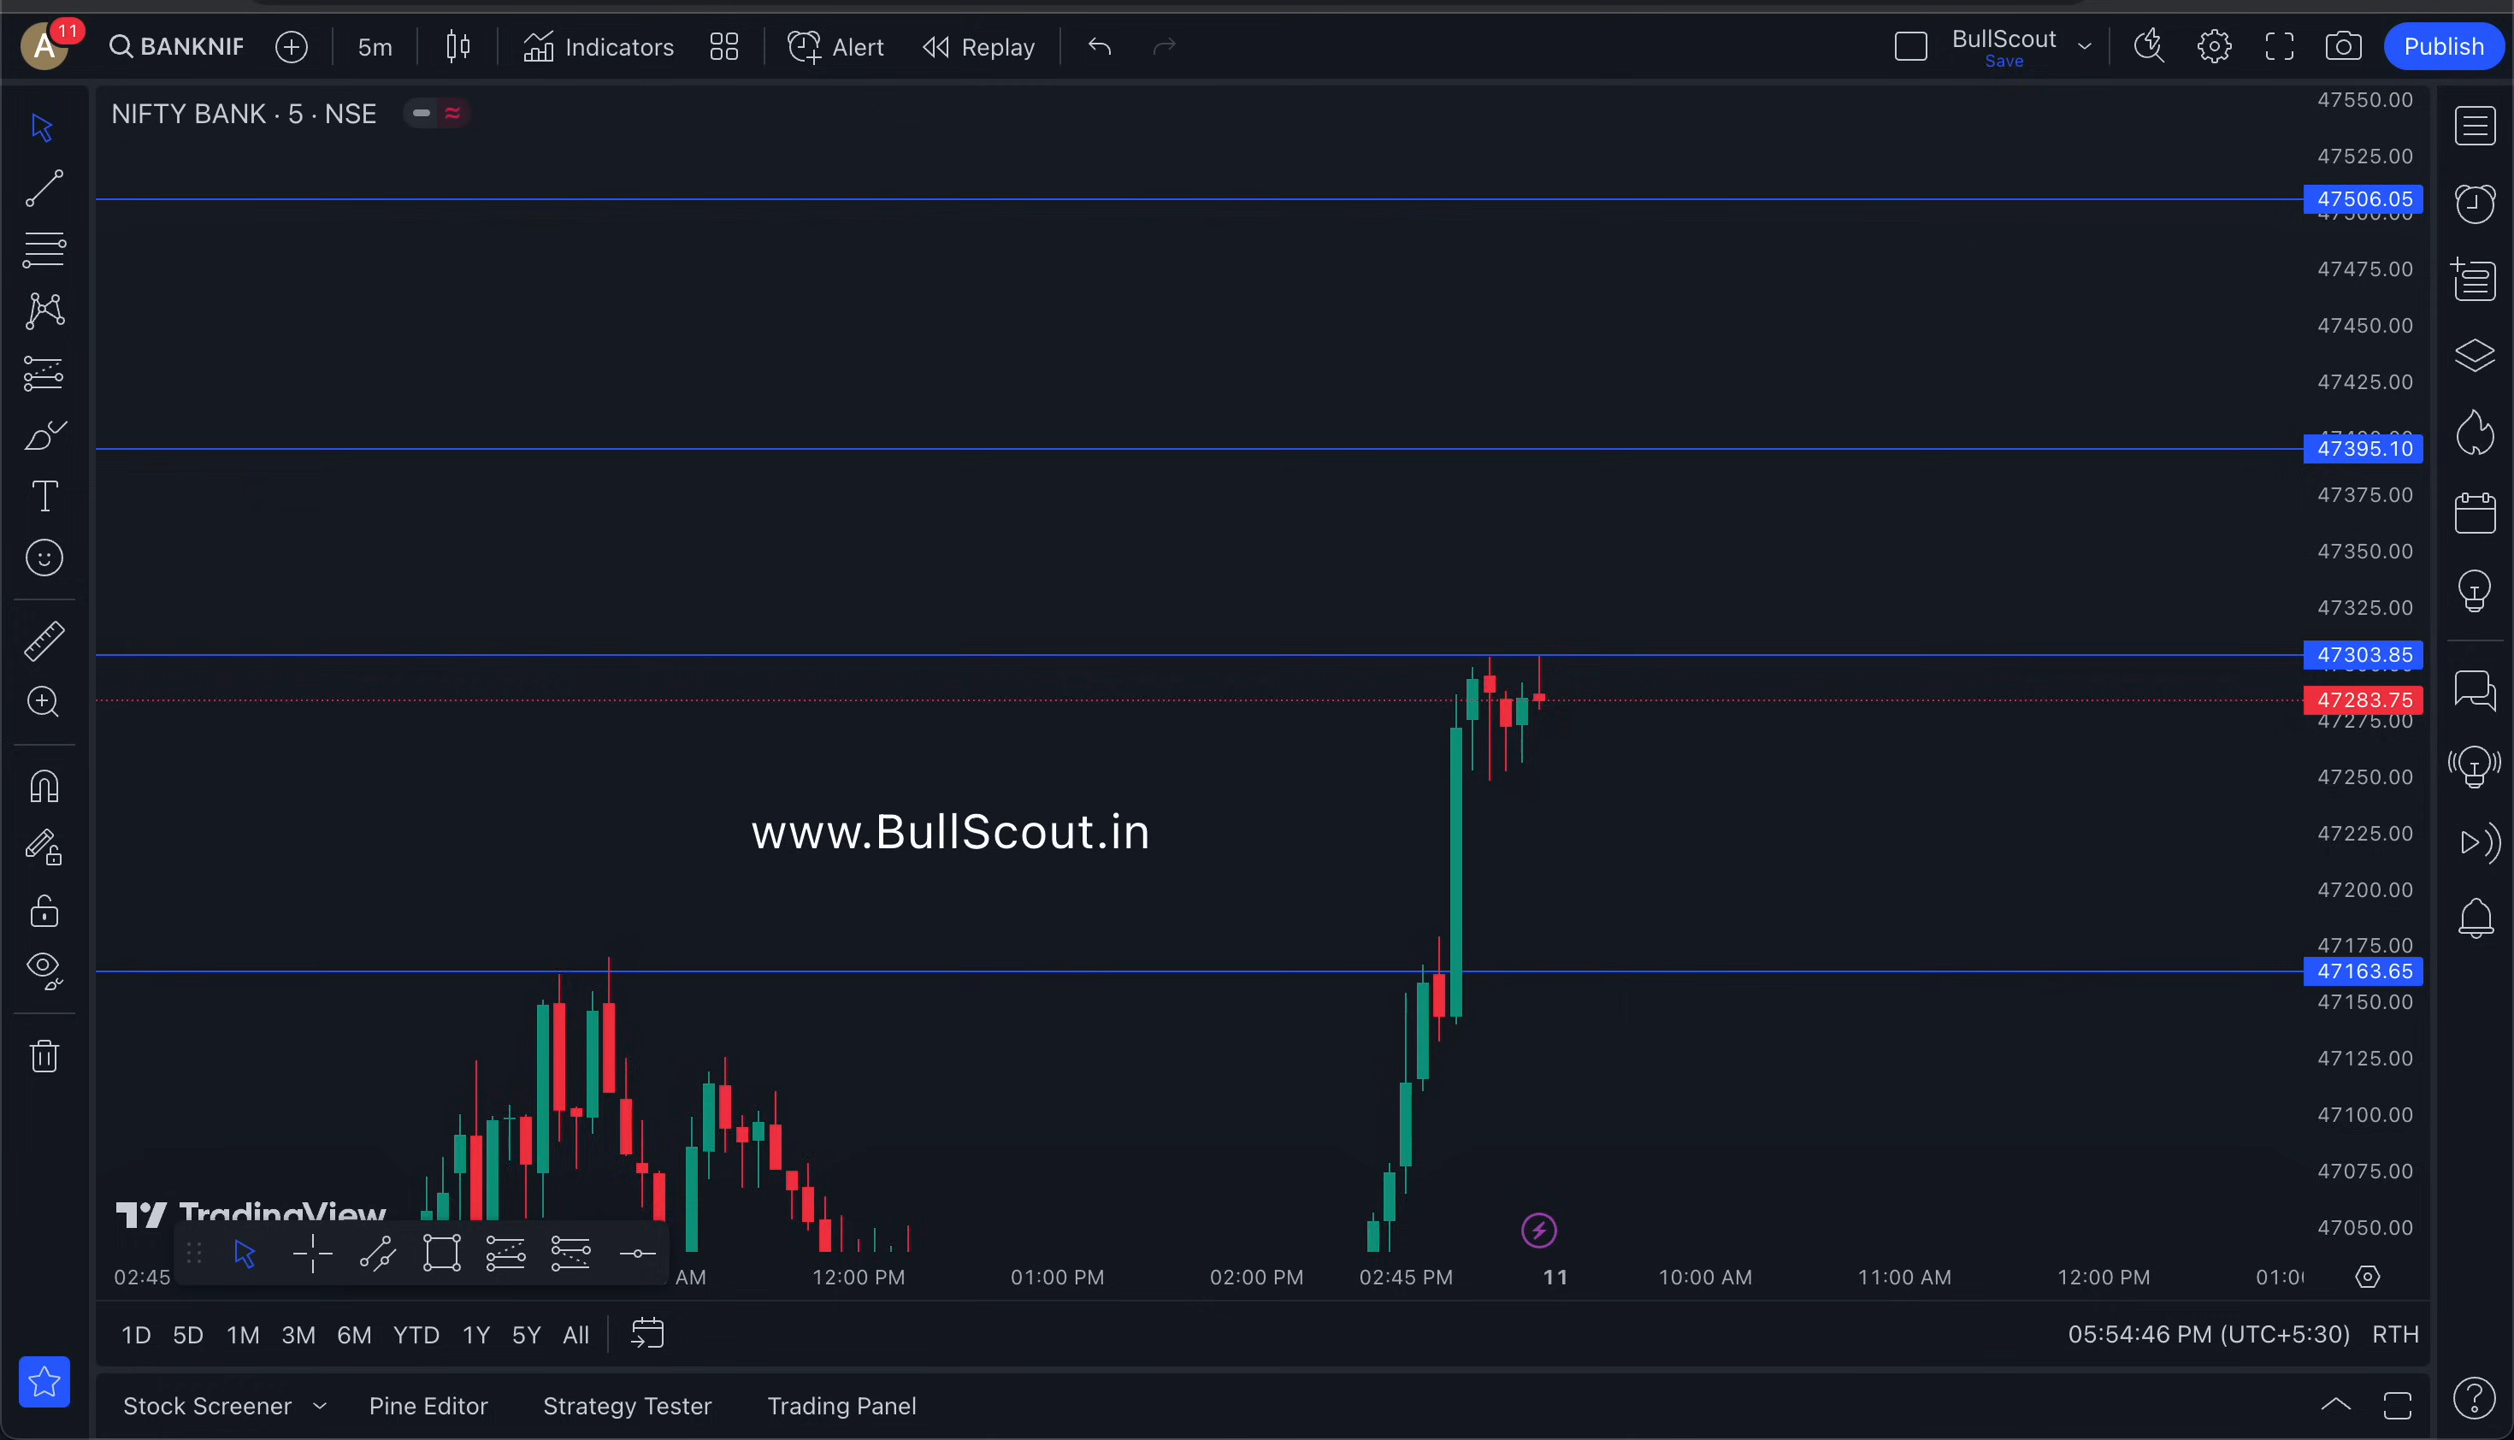 A 11 BANKNIF 5m Indicators Alert Replay BullScout Publish
Save
NIFTY BANK · 5 · NSE
47550.00
47525.00
47506.05
47475.00
47450.00
47425.00
47395.10
47375.00
47350.00
47325.00
47303.85
47283.75
47275.00
47250.00
www.BullScout.in
47225.00
47200.00
47175.00
47163.65
47150.00
47125.00
47100.00
47075.00
TradingView
47050.00
02:45 AM 12:00 PM 01:00 PM 02:00 PM 02:45 PM 11 10:00 AM 11:00 AM 12:00 PM
1D 5D 1M 3M 6M YTD 1Y 5Y All 05:54:46 PM (UTC+5:30) RTH
Stock Screener Pine Editor Strategy Tester Trading Panel